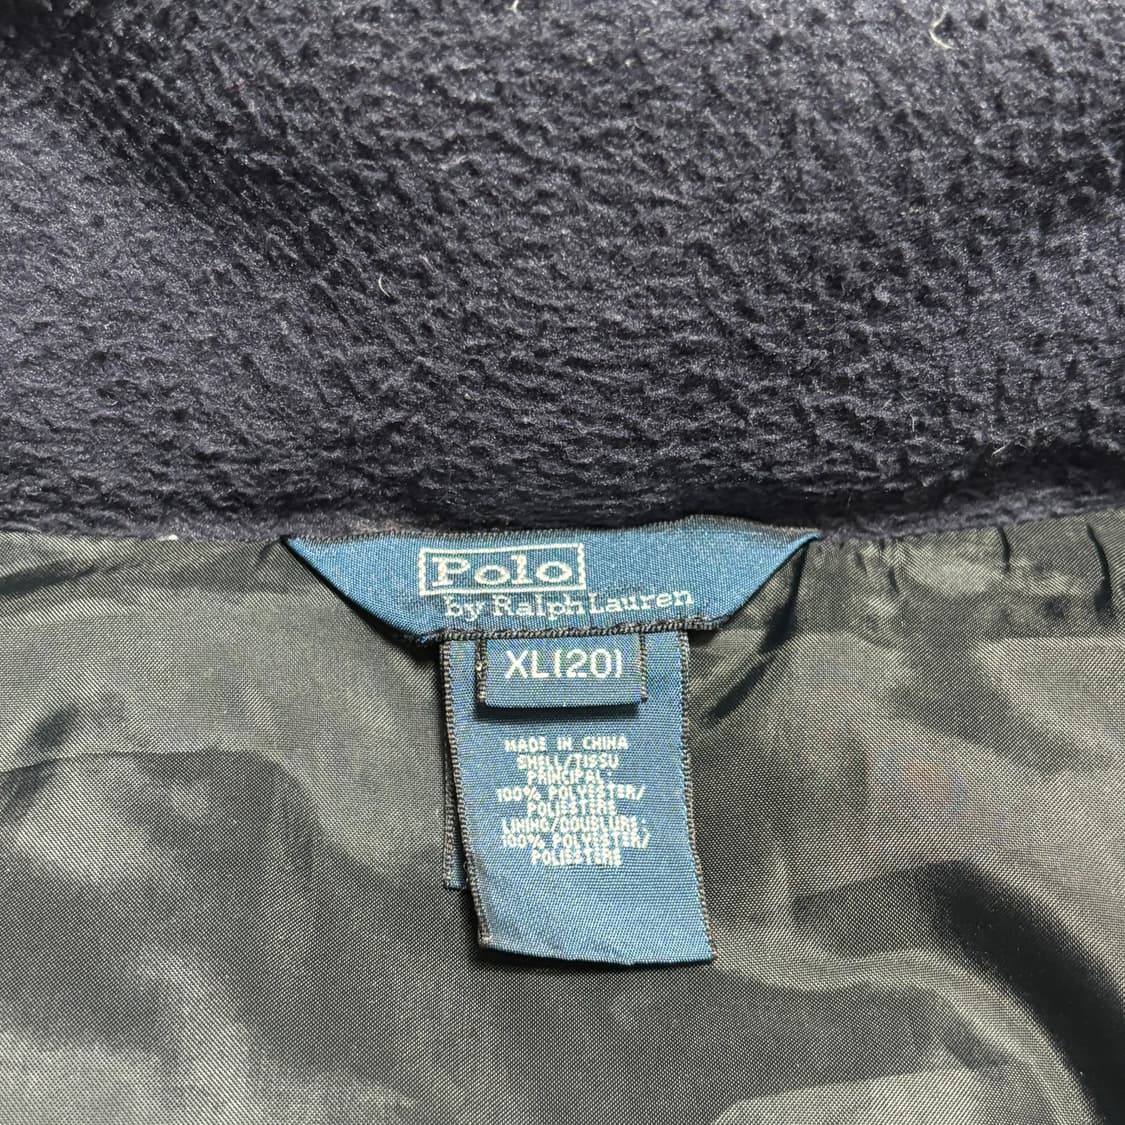 Polo
by Ralph Lauren
XL(20)
MADE IN CHINA
SHELL/TISSU
PRINCIPAL:
100% POLYESTER/
POLIESTERE
LINING/DOUBLURE:
100% POLYESTER/
POLIESTERE